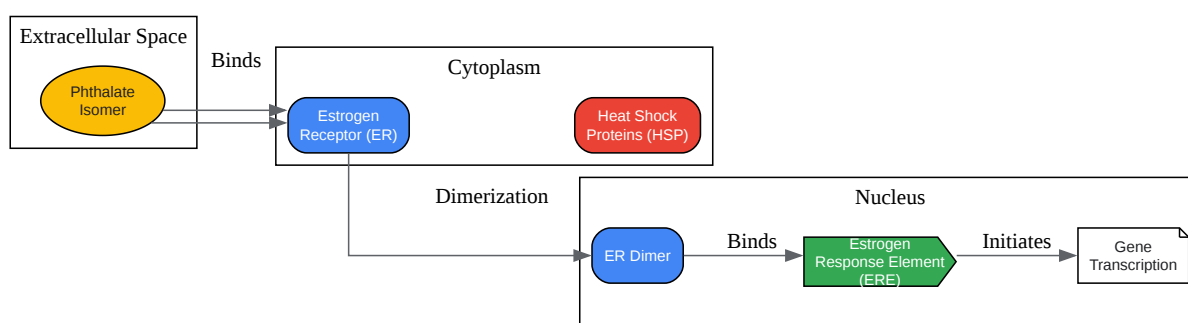 Extracellular Space
Phthalate
Isomer
Binds
Cytoplasm
Estrogen
Receptor (ER)
Heat Shock
Proteins (HSP)
Dimerization
Nucleus
ER Dimer
Binds
Estrogen
Response Element
(ERE)
Initiates
Gene
Transcription